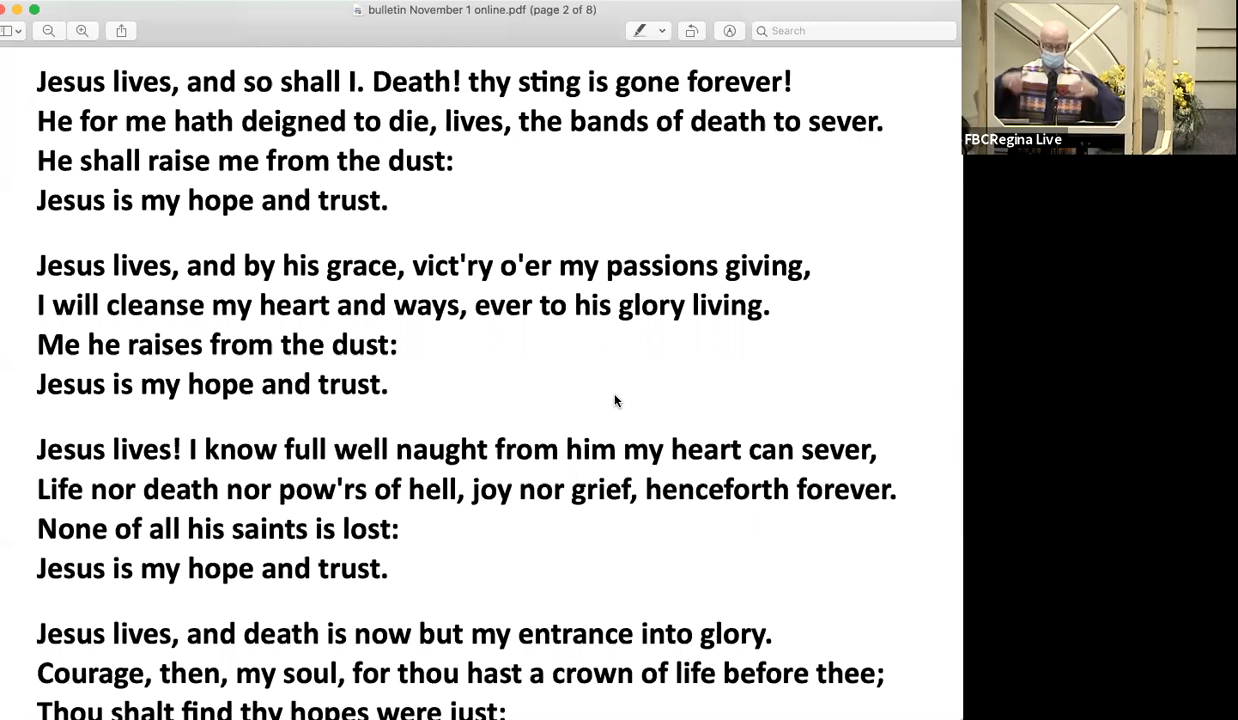 bulletin November 1 online.pdf (page 2 of 8)
Search
FBCRegina Live
Jesus lives, and so shall I. Death! thy sting is gone forever!
He for me hath deigned to die, lives, the bands of death to sever.
He shall raise me from the dust:
Jesus is my hope and trust.
Jesus lives, and by his grace, vict'ry o'er my passions giving,
I will cleanse my heart and ways, ever to his glory living.
Me he raises from the dust:
Jesus is my hope and trust.
Jesus lives! I know full well naught from him my heart can sever,
Life nor death nor pow'rs of hell, joy nor grief, henceforth forever.
None of all his saints is lost:
Jesus is my hope and trust.
Jesus lives, and death is now but my entrance into glory.
Courage, then, my soul, for thou hast a crown of life before thee;
Thou shalt find thy hopes were just: